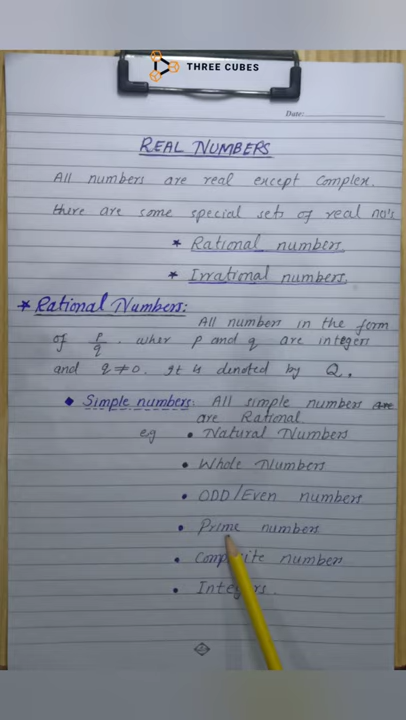 THREE CUBES
Date:
REAL NUMBERS
All numbers are real except Complex.
there are some special sets of real no's
* Rational numbers
* Irrational numbers.
* Rational Numbers:
All numbers in the form
of p/q . wher p and q are integers
and q ≠ 0. It is denoted by Q.
◆ Simple numbers: All simple numbers are
are Rational.
eg • Natural Numbers
• Whole Numbers
• ODD/Even numbers
• Prime numbers
• Composite number
• Integers.